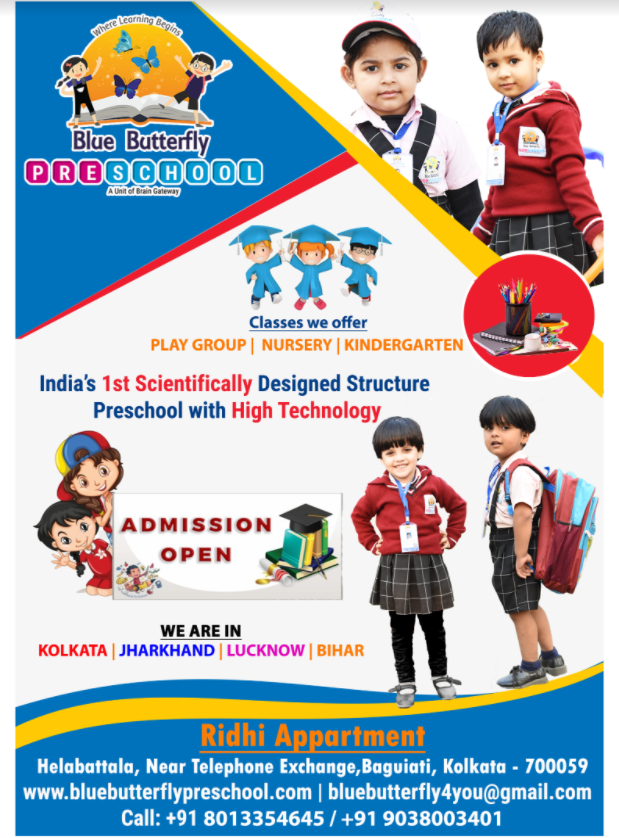 Where Learning Begins
Blue Butterfly
PRESCHOOL
A Unit of Brain Gateway
Classes we offer
PLAY GROUP | NURSERY | KINDERGARTEN
India's 1st Scientifically Designed Structure
Preschool with High Technology
ADMISSION
OPEN
WE ARE IN
KOLKATA | JHARKHAND | LUCKNOW | BIHAR
Ridhi Appartment
Helabattala, Near Telephone Exchange,Baguiati, Kolkata - 700059
www.bluebutterflypreschool.com | bluebutterfly4you@gmail.com
Call: +91 8013354645 / +91 9038003401